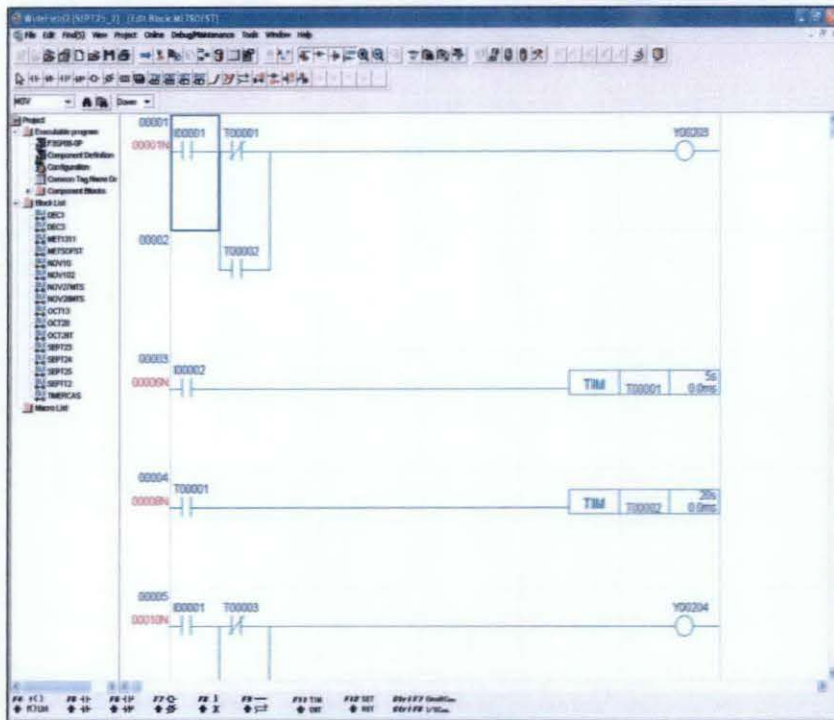 File Edit Find(S) View Project Online Debug/Maintenance Tools Window Help
MOV
Down
Project
Executable program
Component Definition
Configuration
Common Tag Name
Component Blocks
Block List
DEC1
DEC3
MET1311
METSOFST
NOV10
NOV102
NOV27MTS
NOV28MTS
OCT13
OCT20
SEPT23
SEPT24
SEPT25
SEPT12
TIMERCAS
Macro List
00001
00001N
I00001
T00001
Y00203
00002
T00002
00003
00006N
I00002
TIM
T00001
5s
0.0ms
00004
00008N
T00001
TIM
T00002
20s
0.0ms
00005
00010N
I00001
T00003
Y00204